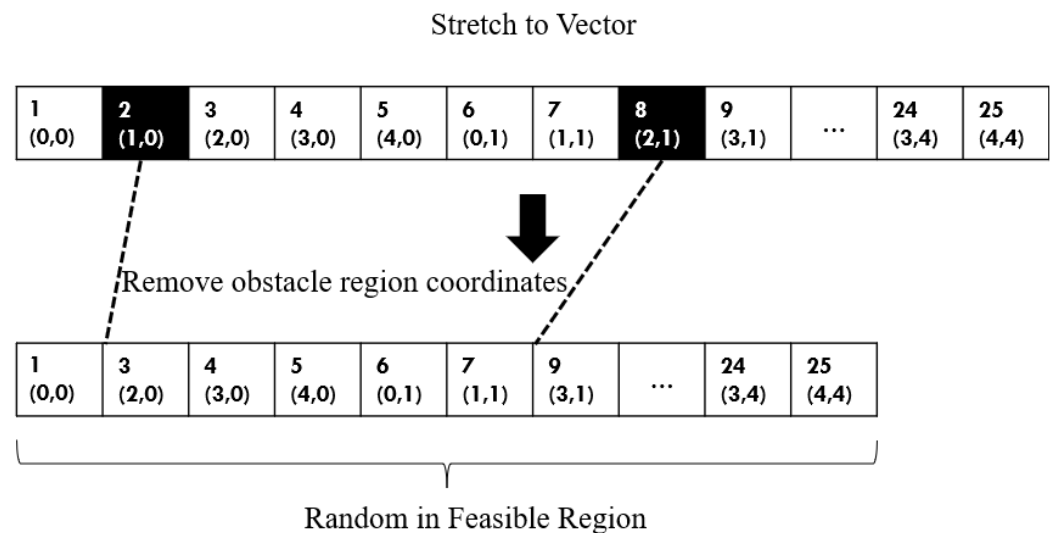 Stretch to Vector
1 2 3 4 5 6 7 8 9 ... 24 25
(0,0) (1,0) (2,0) (3,0) (4,0) (0,1) (1,1) (2,1) (3,1) (3,4) (4,4)
Remove obstacle region coordinates
1 3 4 5 6 7 9 ... 24 25
(0,0) (2,0) (3,0) (4,0) (0,1) (1,1) (3,1) (3,4) (4,4)
Random in Feasible Region